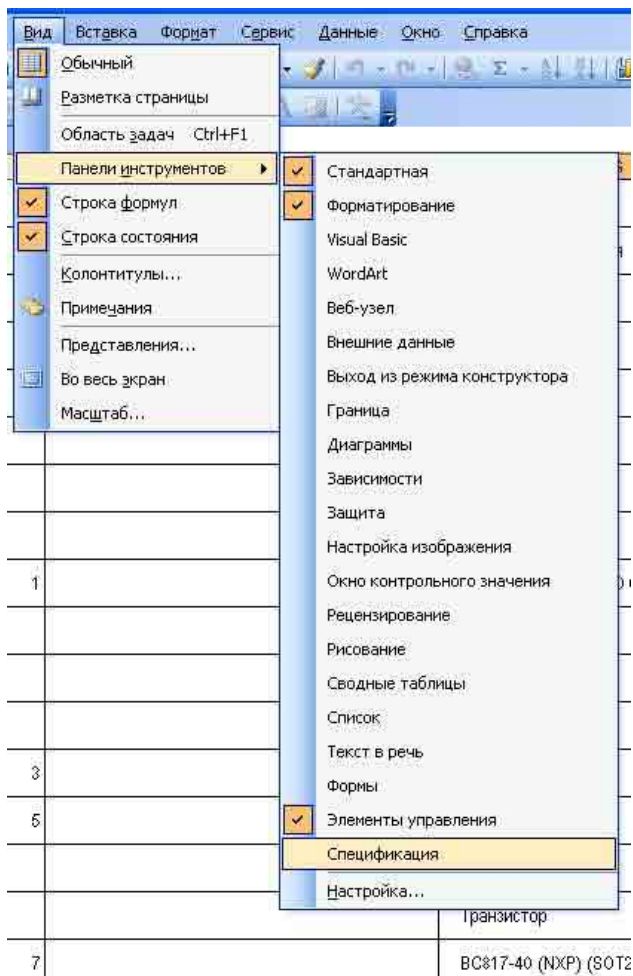 Вид Вставка Формат Сервис Данные Окно Справка
Обычный
Разметка страницы
Область задач Ctrl+F1
Панели инструментов
Строка формул
Строка состояния
Колонтитулы...
Примечания
Представления...
Во весь экран
Масштаб...
Стандартная
Форматирование
Visual Basic
WordArt
Веб-узел
Внешние данные
Выход из режима конструктора
Граница
Диаграммы
Зависимости
Защита
Настройка изображения
Окно контрольного значения
Рецензирование
Рисование
Сводные таблицы
Список
Текст в речь
Формы
Элементы управления
Спецификация
Настройка...
1
3
5
Транзистор
7 BC817-40 (NXP) (SOT2